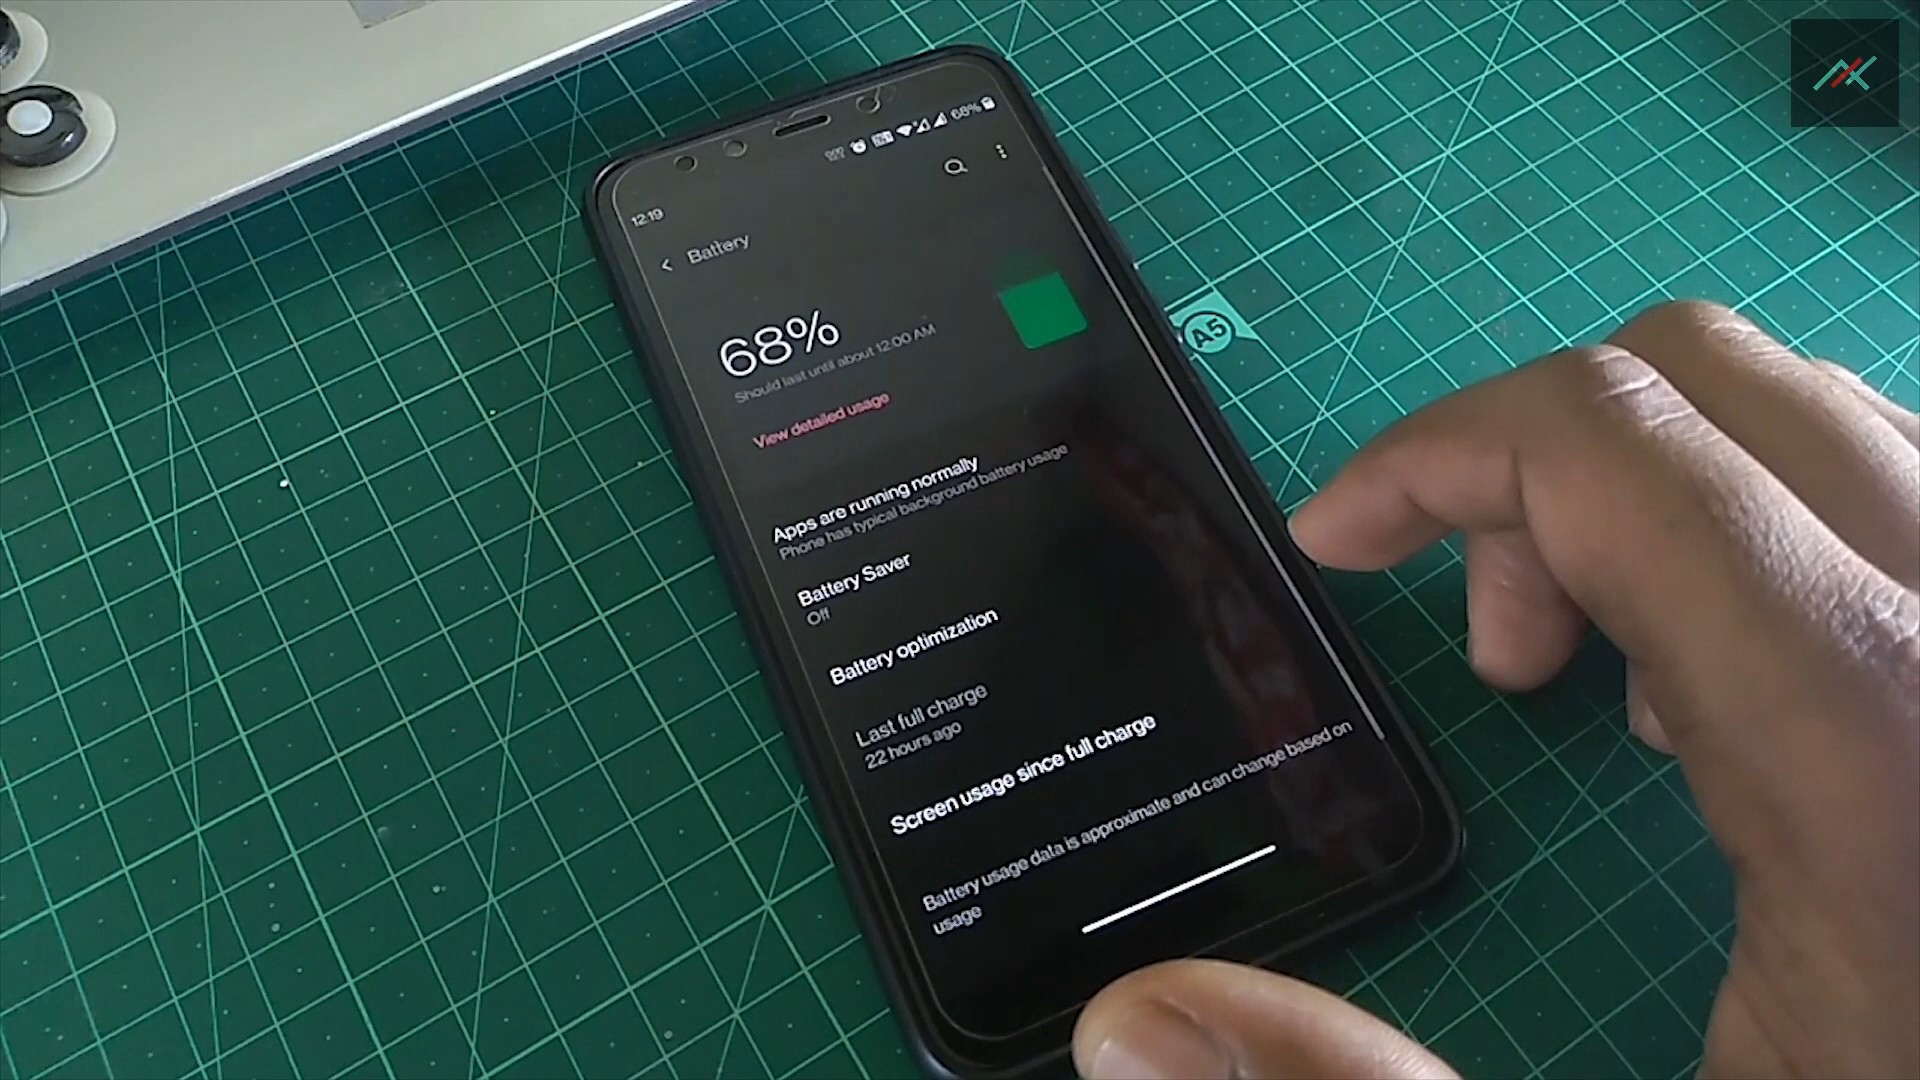 68%
12:19
Battery
68%
Should last until about 12:00 AM
View detailed usage
Apps are running normally
Phone has typical background battery usage
Battery Saver
Off
Battery optimization
Last full charge
22 hours ago
Screen usage since full charge
Battery usage data is approximate and can change based on
usage
A5